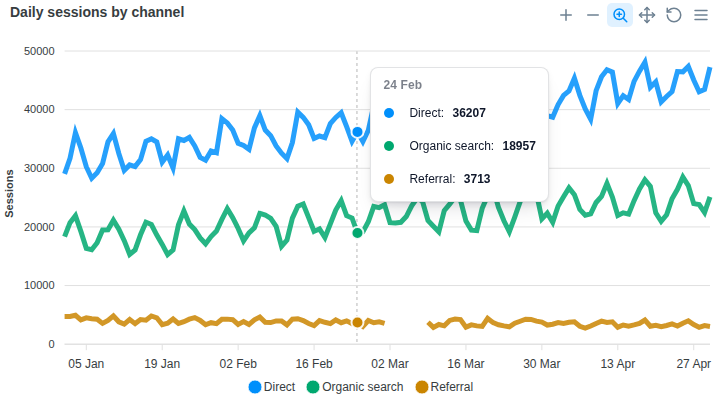 Daily sessions by channel
50000
40000
30000
20000
10000
0
Sessions
24 Feb
Direct: 36207
Organic search: 18957
Referral: 3713
05 Jan 19 Jan 02 Feb 16 Feb 02 Mar 16 Mar 30 Mar 13 Apr 27 Apr
Direct Organic search Referral